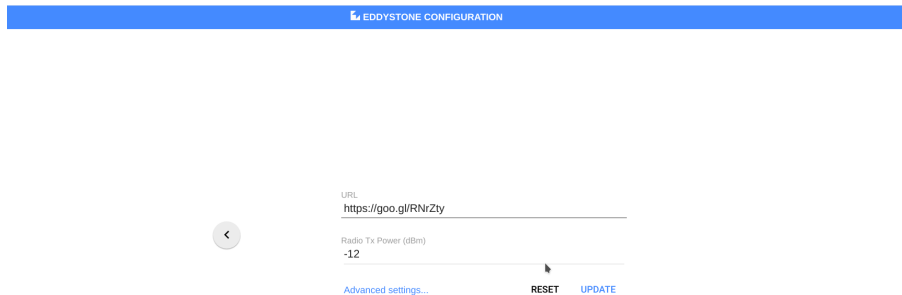 EDDYSTONE CONFIGURATION
URL
https://goo.gl/RNrZty
Radio Tx Power (dBm)
-12
Advanced settings... RESET UPDATE